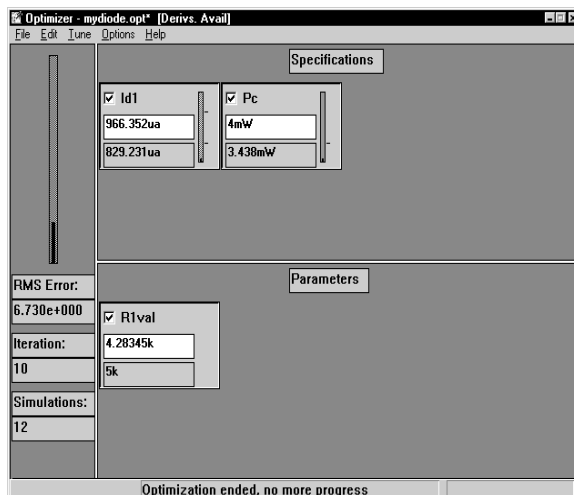 Optimizer - mydiode.opt* [Derivs. Avail]
File Edit Tune Options Help
Specifications
Id1
966.352ua
829.231ua
Pc
4mW
3.438mW
RMS Error:
6.730e+000
Iteration:
10
Simulations:
12
Parameters
R1val
4.28345k
5k
Optimization ended, no more progress